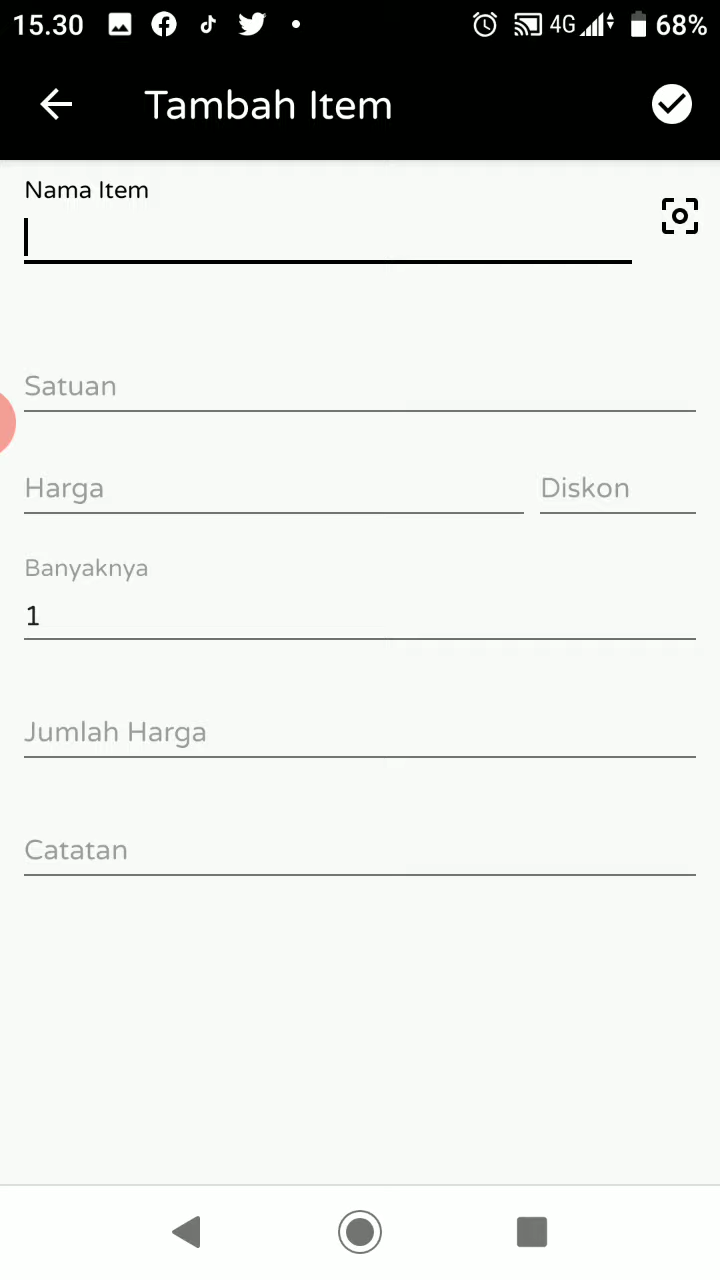 15.30 4G 68%
Tambah Item
Nama Item
Satuan
Harga Diskon
Banyaknya
1
Jumlah Harga
Catatan